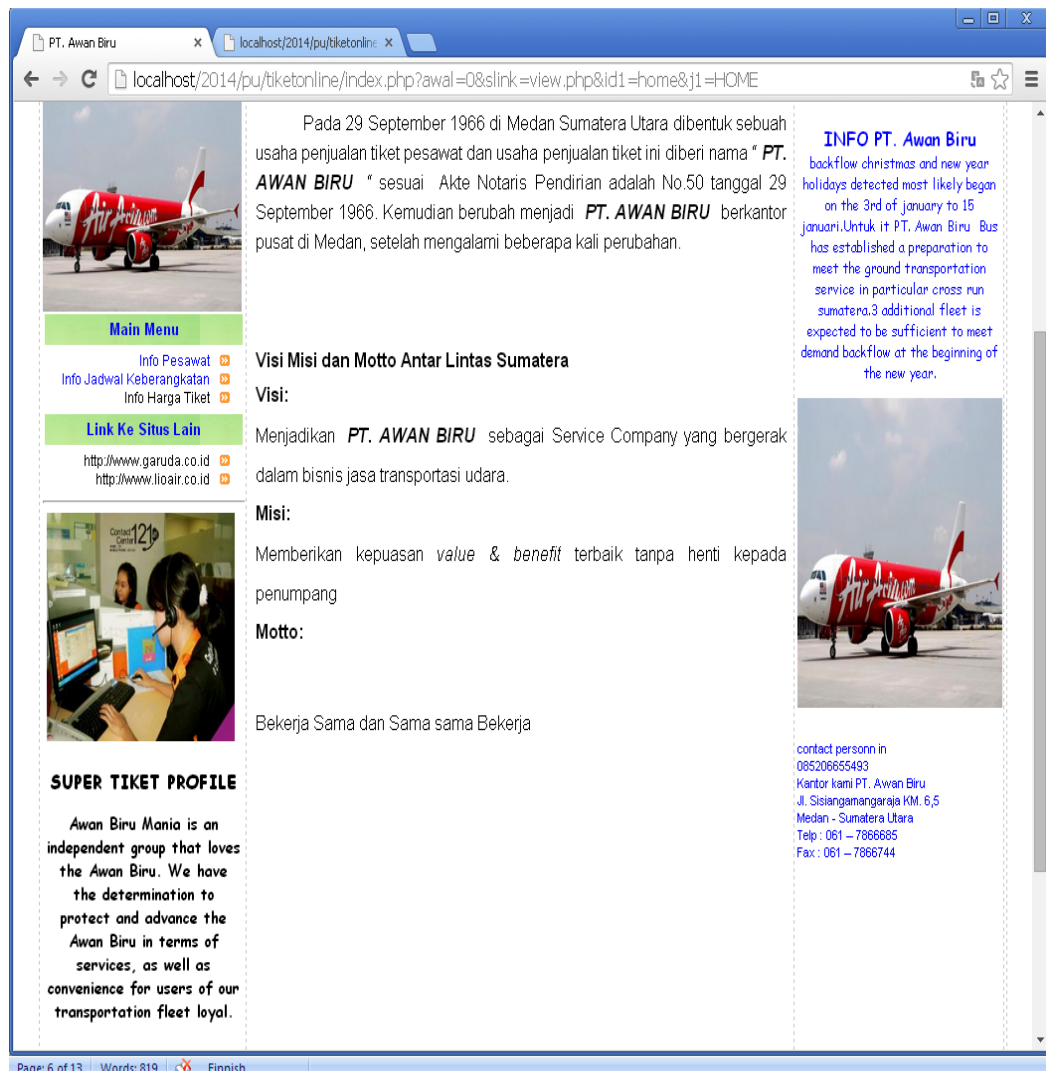 PT. Awan Biru
localhost/2014/pu/tiketonline
localhost/2014/pu/tiketonline/index.php?awal=0&slink=view.php&id1=home&j1=HOME
AirAsia.com
Main Menu
Info Pesawat
Info Jadwal Keberangkatan
Info Harga Tiket
Link Ke Situs Lain
http://www.garuda.co.id
http://www.lioair.co.id
Contact
Center 121
SUPER TIKET PROFILE
Awan Biru Mania is an
independent group that loves
the Awan Biru. We have
the determination to
protect and advance the
Awan Biru in terms of
services, as well as
convenience for users of our
transportation fleet loyal.
Pada 29 September 1966 di Medan Sumatera Utara dibentuk sebuah
usaha penjualan tiket pesawat dan usaha penjualan tiket ini diberi nama “ PT.
AWAN BIRU “ sesuai Akte Notaris Pendirian adalah No.50 tanggal 29
September 1966. Kemudian berubah menjadi PT. AWAN BIRU berkantor
pusat di Medan, setelah mengalami beberapa kali perubahan.
Visi Misi dan Motto Antar Lintas Sumatera
Visi:
Menjadikan PT. AWAN BIRU sebagai Service Company yang bergerak
dalam bisnis jasa transportasi udara.
Misi:
Memberikan kepuasan value & benefit terbaik tanpa henti kepada
penumpang
Motto:
Bekerja Sama dan Sama sama Bekerja
INFO PT. Awan Biru
backflow christmas and new year
holidays detected most likely began
on the 3rd of january to 15
januari.Untuk it PT. Awan Biru Bus
has established a preparation to
meet the ground transportation
service in particular cross run
sumatera.3 additional fleet is
expected to be sufficient to meet
demand backflow at the beginning of
the new year.
AirAsia.com
contact personn in
085206655493
Kantor kami PT. Awan Biru
Jl. Sisiangamangaraja KM. 6,5
Medan - Sumatera Utara
Telp : 061 – 7866685
Fax : 061 – 7866744
Page: 6 of 13 Words: 819 Finnish